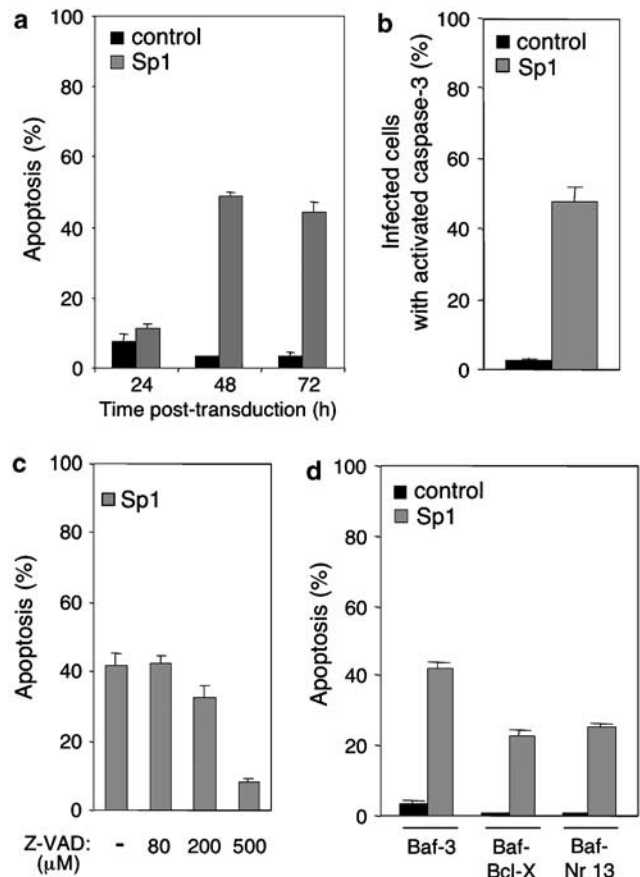 a
control
Sp1
Apoptosis (%)
100
80
60
40
20
0
24 48 72
Time post-transduction (h)
b
control
Sp1
Infected cells
with activated caspase-3 (%)
100
80
60
40
20
0
c
Sp1
Apoptosis (%)
100
80
60
40
20
0
Z-VAD: - 80 200 500
(µM)
d
control
Sp1
Apoptosis (%)
100
80
60
40
20
0
Baf-3 Baf- Baf-
Bcl-X Nr 13